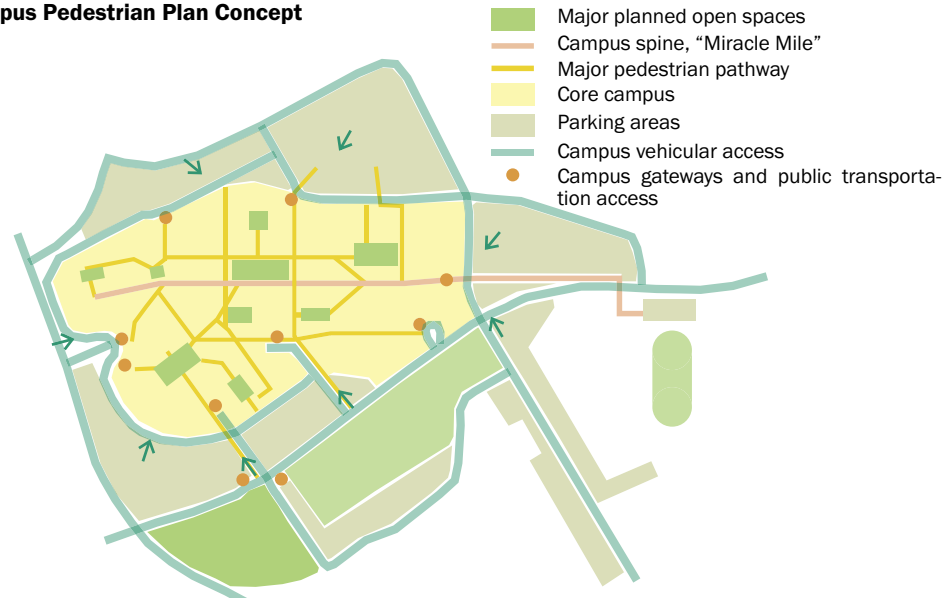 pus Pedestrian Plan Concept
Major planned open spaces
Campus spine, “Miracle Mile”
Major pedestrian pathway
Core campus
Parking areas
Campus vehicular access
Campus gateways and public transporta-
tion access